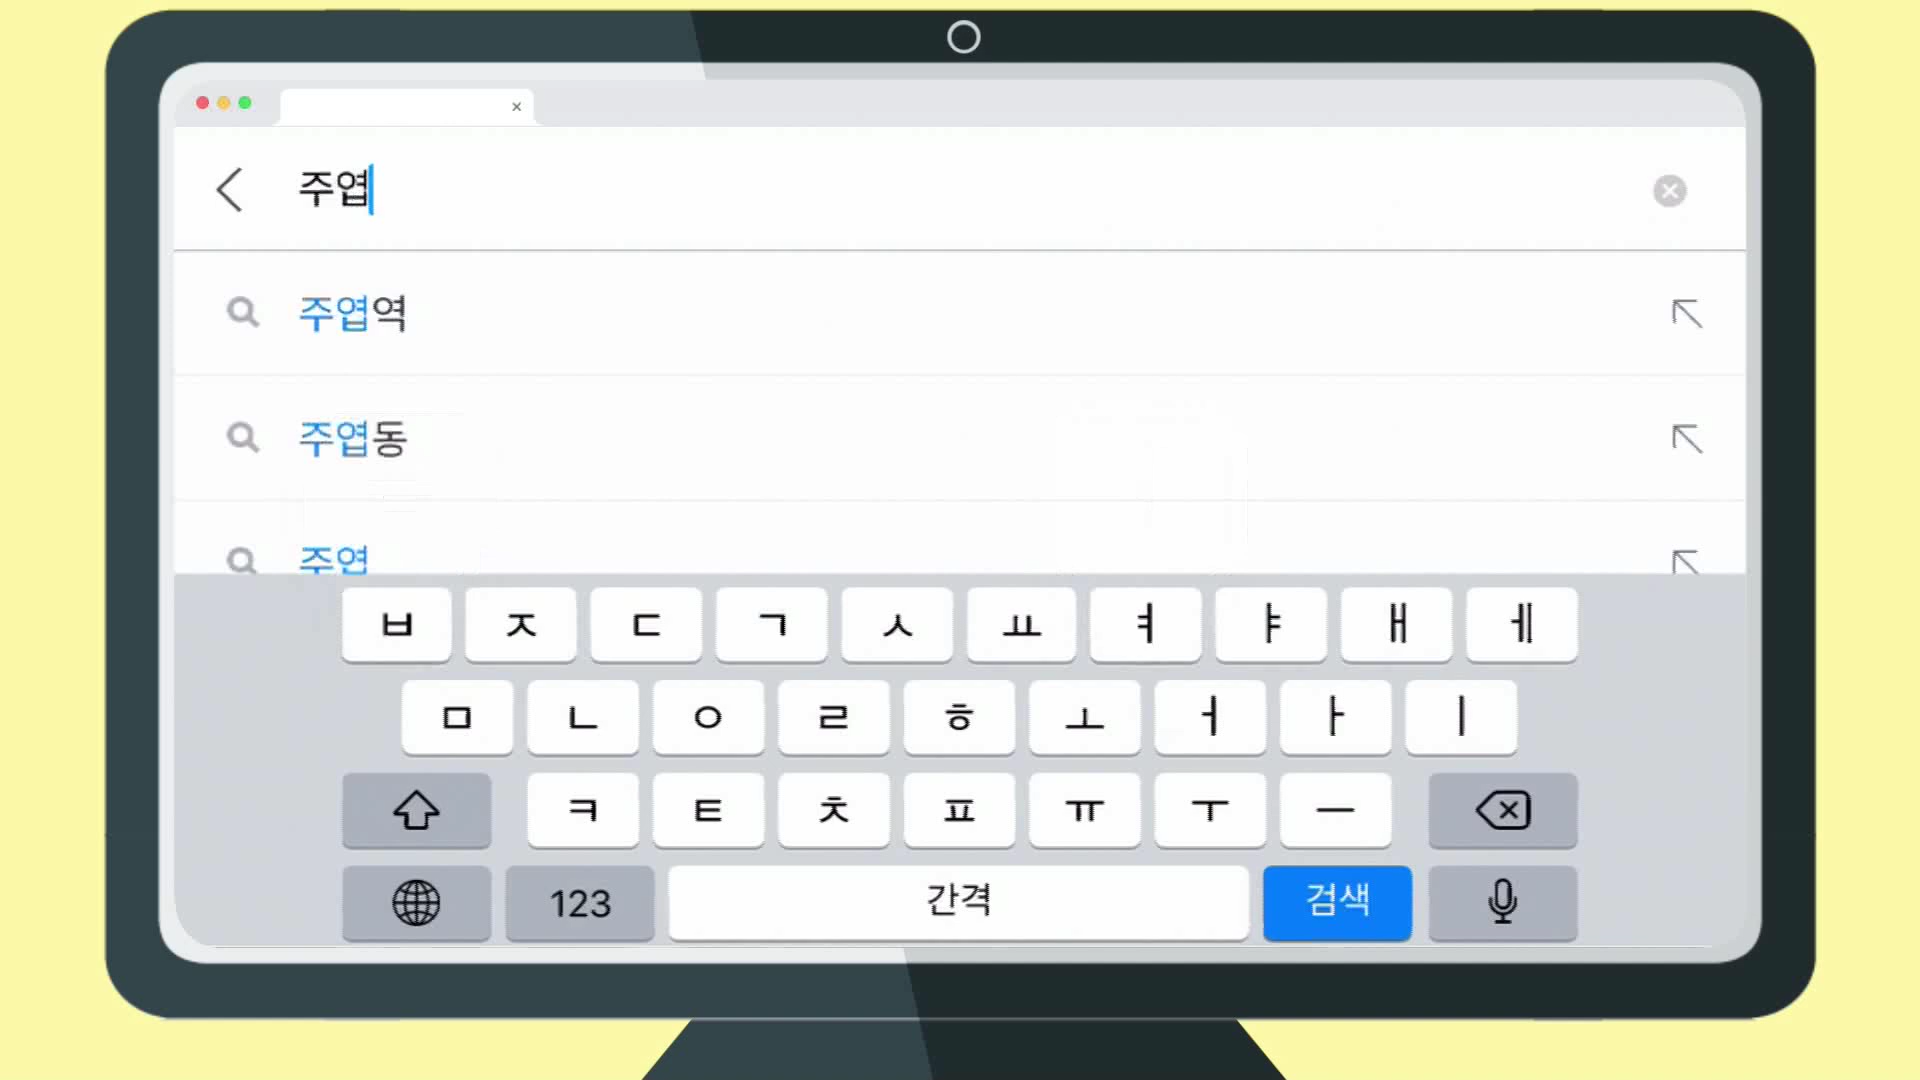 주엽
주엽역
주엽동
주엽
ㅂ ㅈ ㄷ ㄱ ㅅ ㅛ ㅕ ㅑ ㅐ ㅔ
ㅁ ㄴ ㅇ ㄹ ㅎ ㅗ ㅓ ㅏ ㅣ
ㅋ ㅌ ㅊ ㅍ ㅠ ㅜ ㅡ
123 간격 검색